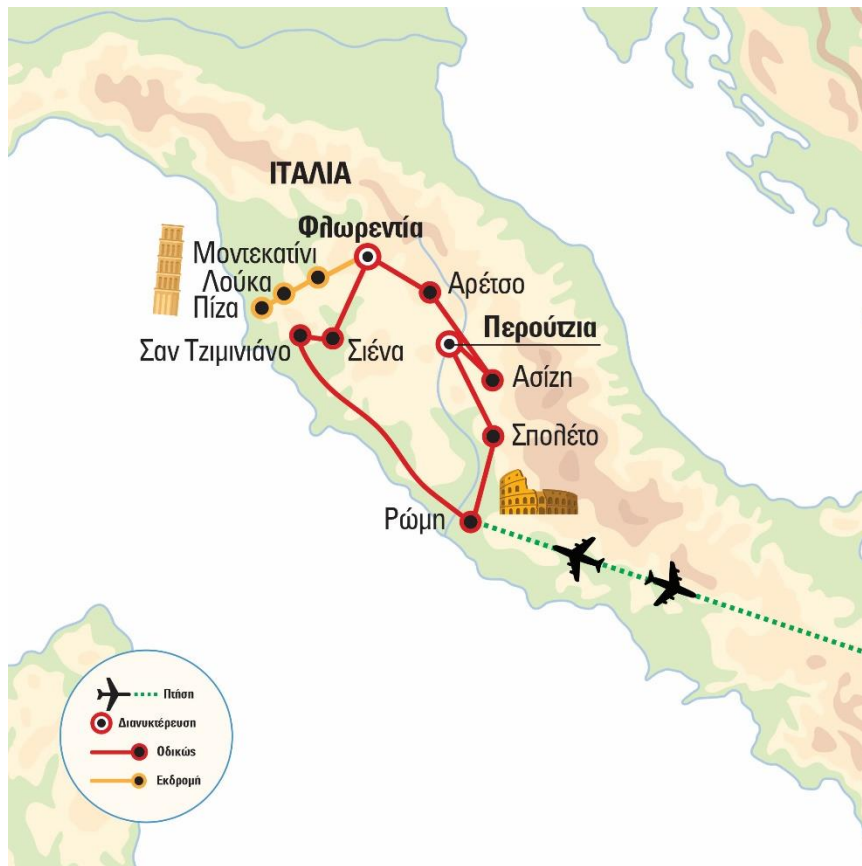 ΙΤΑΛΙΑ
Φλωρεντία
Μοντεκατίνι
Λούκα
Πίζα
Αρέτσο
Περούτζια
Σαν Τζιμινιάνο
Σιένα
Ασίζη
Σπολέτο
Ρώμη
Πτήση
Διανυκτέρευση
Οδικώς
Εκδρομή